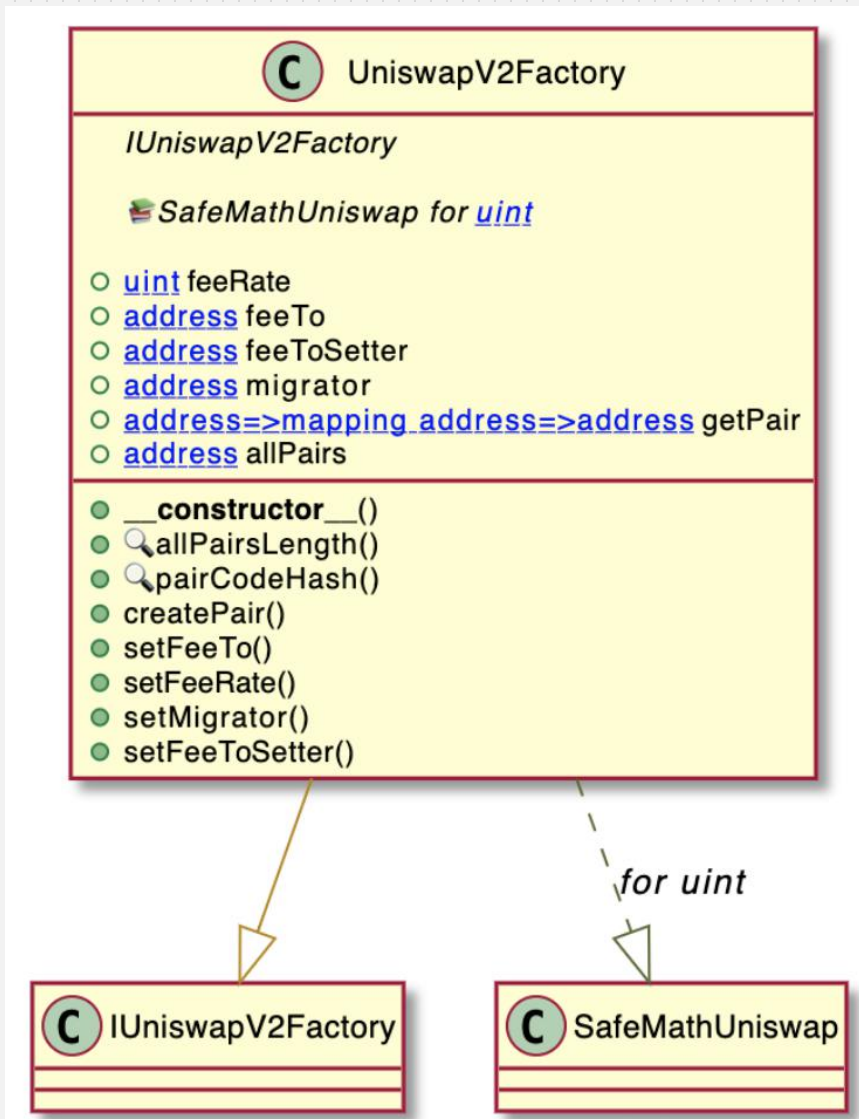 C UniswapV2Factory
IUniswapV2Factory
SafeMathUniswap for uint
uint feeRate
address feeTo
address feeToSetter
address migrator
address=>mapping address=>address getPair
address allPairs
__constructor__()
allPairsLength()
pairCodeHash()
createPair()
setFeeTo()
setFeeRate()
setMigrator()
setFeeToSetter()
for uint
C IUniswapV2Factory
C SafeMathUniswap